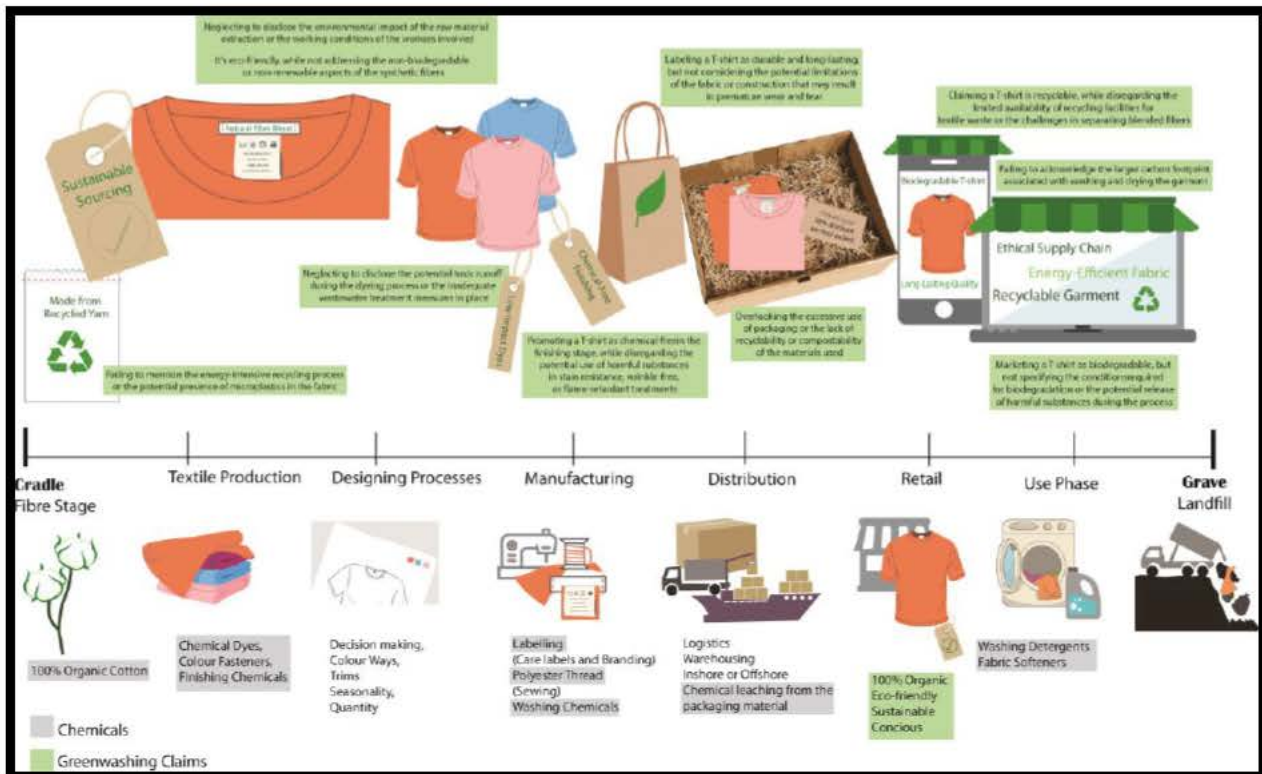 Neglecting to disclose the environmental impact of the raw material
extraction or the working conditions of the workers involved
It's eco-friendly, while not addressing the non-biodegradable
or non-renewable aspects of the synthetic fibers
Labeling a T-shirt as durable and long-lasting,
but not considering the potential limitations
of the fabric or construction that may result
in premature wear and tear
Claiming a T-shirt is recyclable, while disregarding the
limited availability of recycling facilities for
textile waste or the challenges in separating blended fibers
Natural Fibre Blend
Sustainable
Sourcing
Biodegradable T-shirt
Failing to acknowledge the larger carbon footprint
associated with washing and drying the garment
Ethical Supply Chain
Energy-Efficient Fabric
Recyclable Garment
Long-Lasting Quality
Neglecting to disclose the potential toxic runoff
during the dyeing process or the inadequate
wastewater treatment measures in place
Low-Impact Dyes
Chemical-Free
Finishing
Made from
Recycled Yarn
Overlooking the excessive use
of packaging or the lack of
recyclability or compostability
of the materials used
Promoting a T-shirt as chemical-free in the
finishing stage, while disregarding the
potential use of harmful substances
in stain-resistance, wrinkle-free,
or flame-retardant treatments
Failing to mention the energy-intensive recycling process
or the potential presence of microplastics in the fabric
Marketing a T-shirt as biodegradable, but
not specifying the conditions required
for biodegradation or the potential release
of harmful substances during the process
Cradle
Fibre Stage
Textile Production
Designing Processes
Manufacturing
Distribution
Retail
Use Phase
Grave
Landfill
100% Organic Cotton
Chemical Dyes,
Colour Fasteners,
Finishing Chemicals
Decision making,
Colour Ways,
Trims
Seasonality,
Quantity
Labelling
(Care labels and Branding)
Polyester Thread
(Sewing)
Washing Chemicals
Logistics
Warehousing
Inshore or Offshore
Chemical leaching from the
packaging material
100% Organic
Eco-friendly
Sustainable
Concious
Washing Detergents
Fabric Softeners
Chemicals
Greenwashing Claims